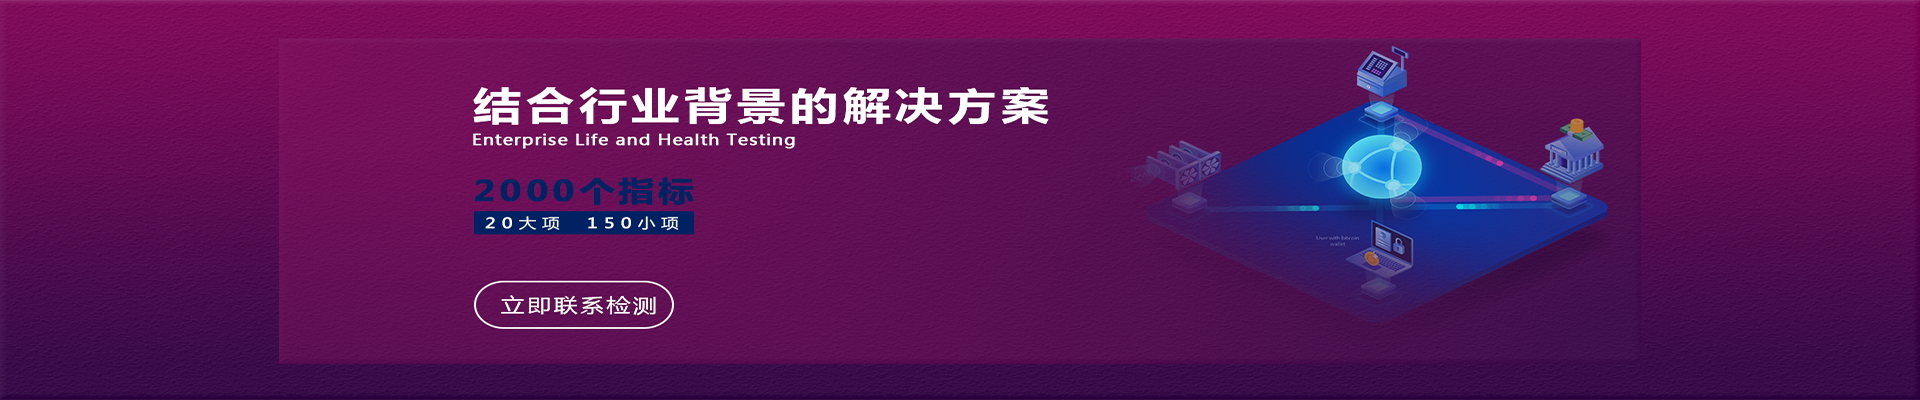 结合行业背景的解决方案
Enterprise Life and Health Testing
2000个指标
20大项 150小项
立即联系检测
User with bitcoin
wallet